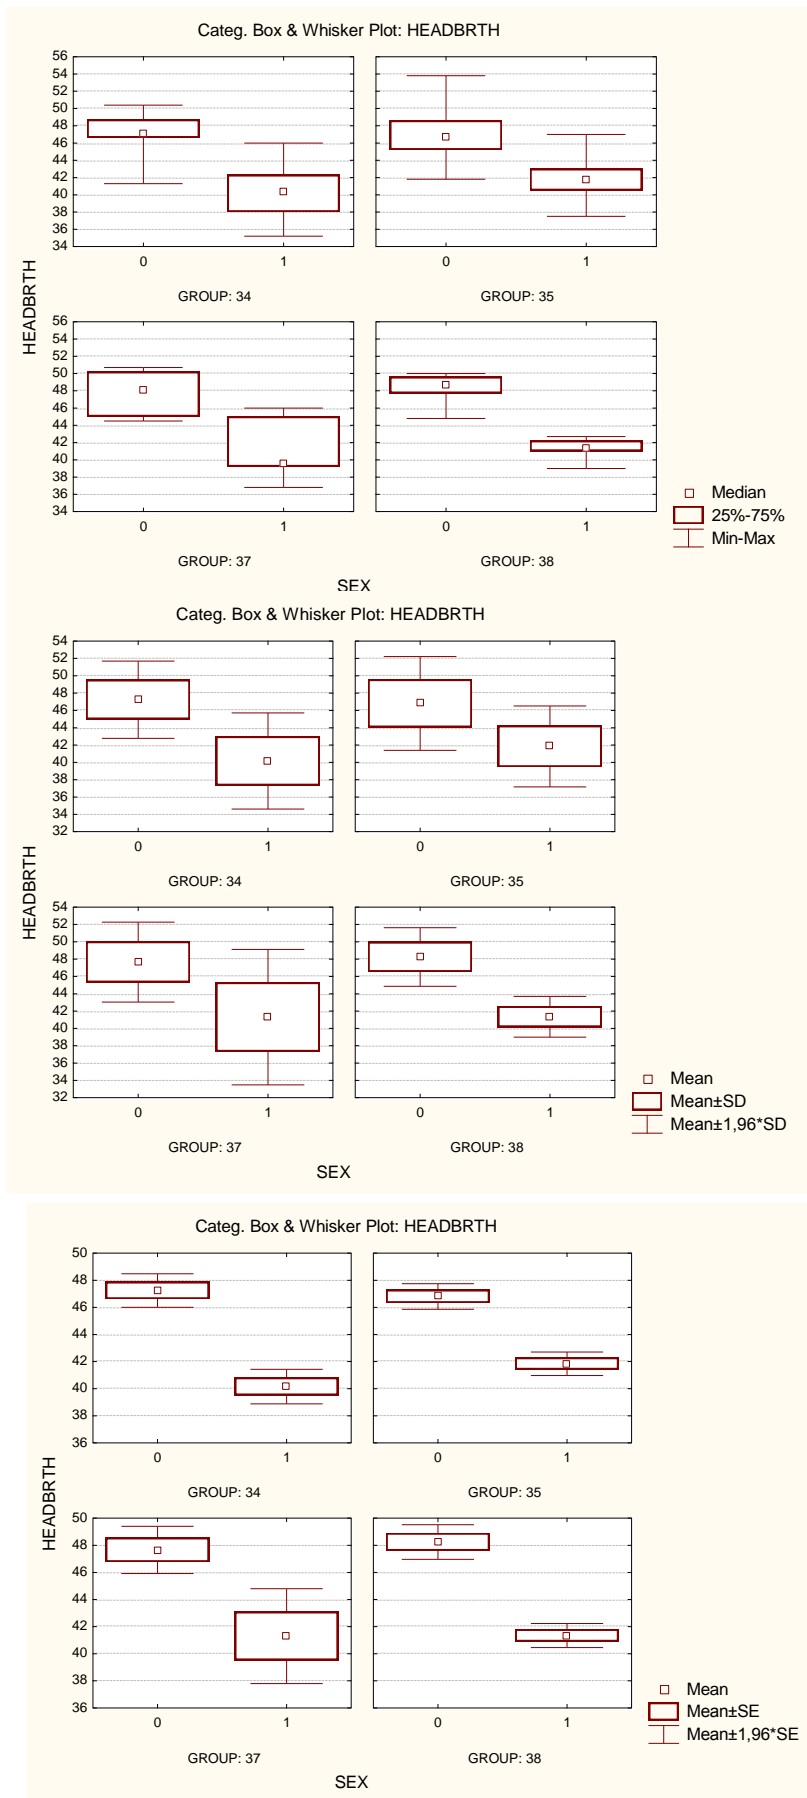 Categ. Box & Whisker Plot: HEADBRTH
HEADBRTH
56
54
52
50
48
46
44
42
40
38
36
34
0 1
GROUP: 34
0 1
GROUP: 35
56
54
52
50
48
46
44
42
40
38
36
34
0 1
GROUP: 37
0 1
GROUP: 38
SEX
Median
25%-75%
Min-Max
Categ. Box & Whisker Plot: HEADBRTH
HEADBRTH
54
52
50
48
46
44
42
40
38
36
34
32
0 1
GROUP: 34
0 1
GROUP: 35
54
52
50
48
46
44
42
40
38
36
34
32
0 1
GROUP: 37
0 1
GROUP: 38
SEX
Mean
Mean±SD
Mean±1,96*SD
Categ. Box & Whisker Plot: HEADBRTH
HEADBRTH
50
48
46
44
42
40
38
36
0 1
GROUP: 34
0 1
GROUP: 35
50
48
46
44
42
40
38
36
0 1
GROUP: 37
0 1
GROUP: 38
SEX
Mean
Mean±SE
Mean±1,96*SE